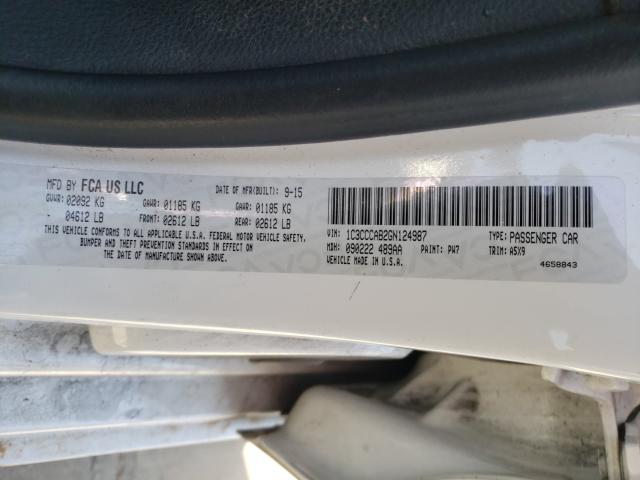 MFD BY FCA US LLC DATE OF MFR(BUILT): 9-15
GVWR: 02092 KG GAWR: 01185 KG GAWR: 01185 KG
- 04612 LB FRONT: 02612 LB REAR: 02612 LB
THIS VEHICLE CONFORMS TO ALL APPLICABLE U.S.A. FEDERAL MOTOR VEHICLE SAFETY,
BUMPER AND THEFT PREVENTION STANDARDS IN EFFECT ON
THE DATE OF MANUFACTURE SHOWN ABOVE.
VIN: 1C3CCCAB2GN124987 TYPE: PASSENGER CAR
MDH: 090222 489AA PAINT: PW7 TRIM: A5X9
VEHICLE MADE IN U.S.A. 4658843